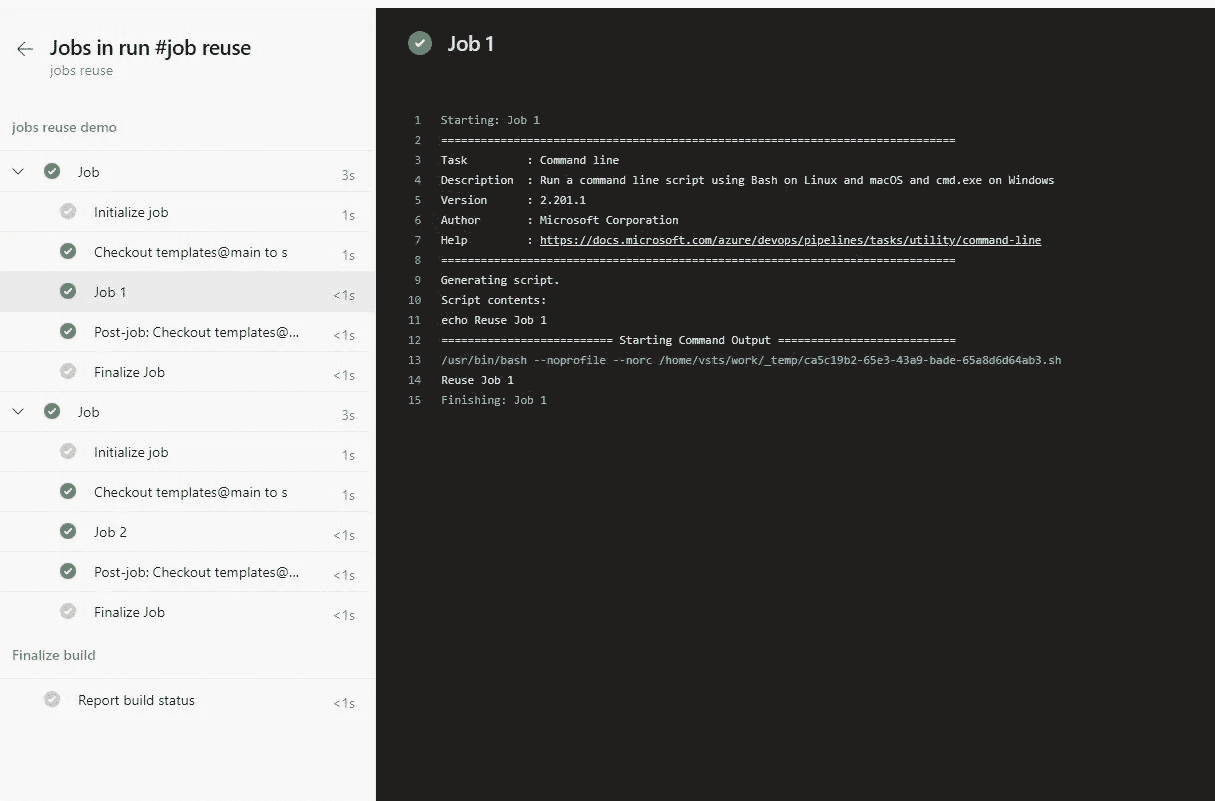 Jobs in run #job reuse
jobs reuse
jobs reuse demo
Job 3s
Initialize job 1s
Checkout templates@main to s 1s
Job 1 <1s
Post-job: Checkout templates@... <1s
Finalize Job <1s
Job 3s
Initialize job 1s
Checkout templates@main to s 1s
Job 2 <1s
Post-job: Checkout templates@... <1s
Finalize Job <1s
Finalize build
Report build status <1s
Job 1
1 Starting: Job 1
2 ==============================================================================
3 Task         : Command line
4 Description  : Run a command line script using Bash on Linux and macOS and cmd.exe on Windows
5 Version      : 2.201.1
6 Author       : Microsoft Corporation
7 Help         : https://docs.microsoft.com/azure/devops/pipelines/tasks/utility/command-line
8 ==============================================================================
9 Generating script.
10 Script contents:
11 echo Reuse Job 1
12 ========================== Starting Command Output ===========================
13 /usr/bin/bash --noprofile --norc /home/vsts/work/_temp/ca5c19b2-65e3-43a9-bade-65a8d6d64ab3.sh
14 Reuse Job 1
15 Finishing: Job 1